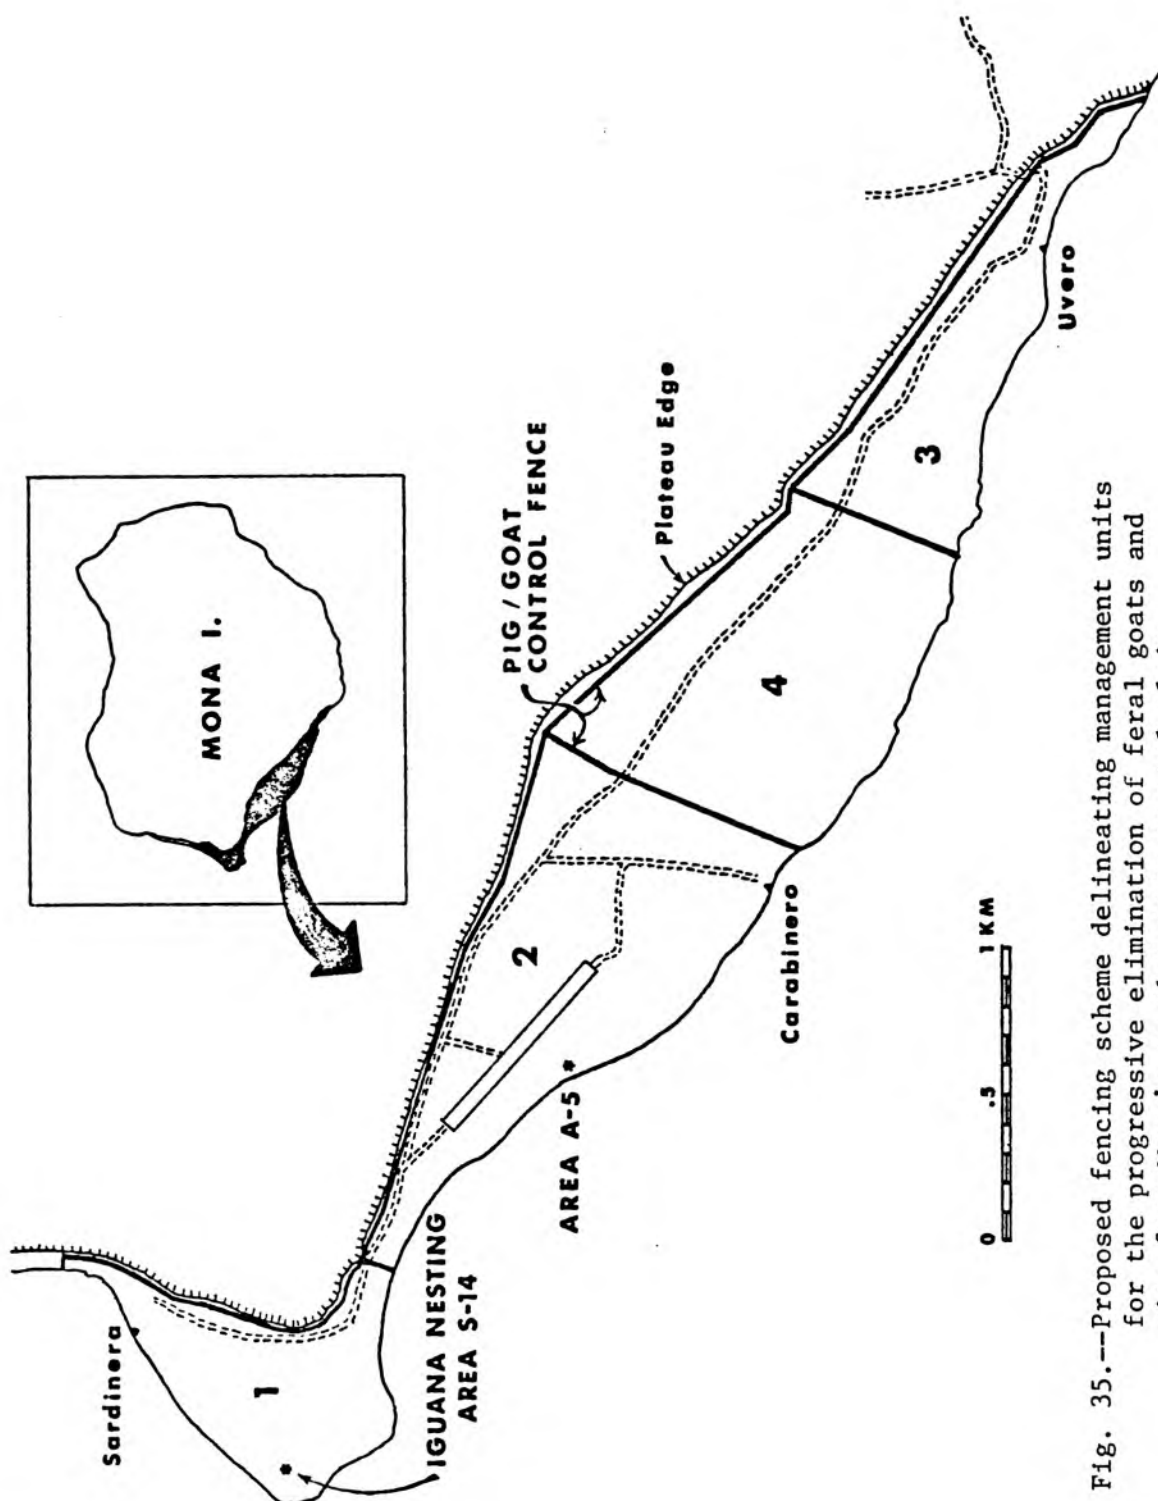 MONA I.
PIG/GOAT
CONTROL FENCE
Plateau Edge
Sardinera
1
IGUANA NESTING
AREA S-14
2
AREA A-5
Carabinero
4
3
Uvero
0
.5
1 KM
Fig. 35.--Proposed fencing scheme delineating management units
for the progressive elimination of feral goats and